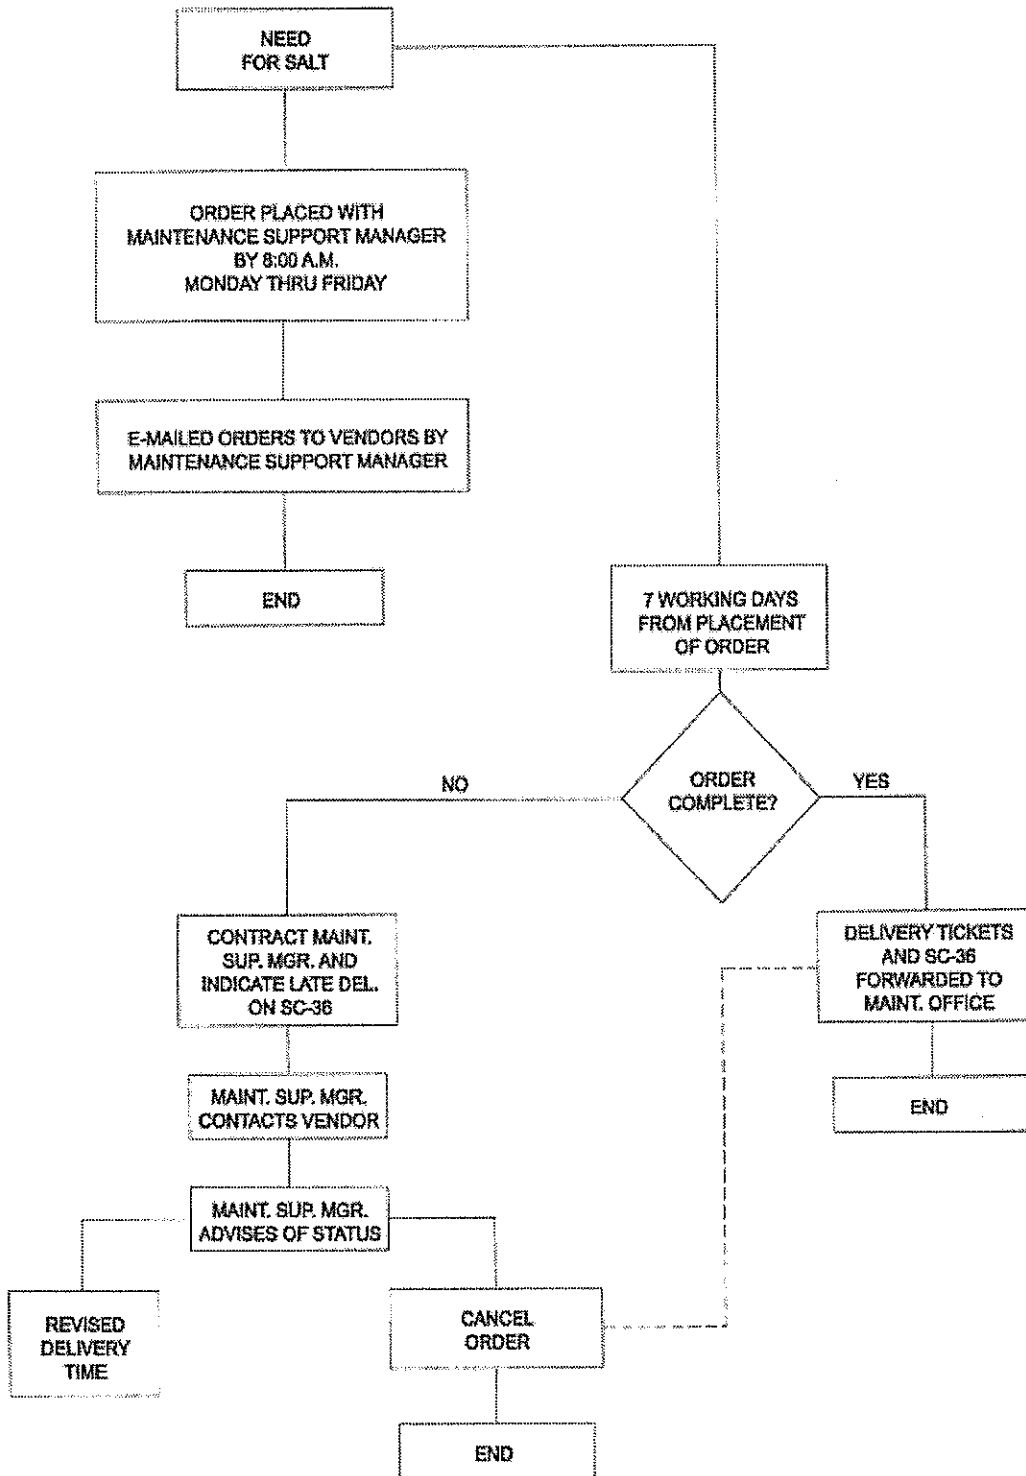 NEED
FOR SALT
ORDER PLACED WITH
MAINTENANCE SUPPORT MANAGER
BY 8:00 A.M.
MONDAY THRU FRIDAY
E-MAILED ORDERS TO VENDORS BY
MAINTENANCE SUPPORT MANAGER
END
7 WORKING DAYS
FROM PLACEMENT
OF ORDER
ORDER
COMPLETE?
NO
YES
CONTRACT MAINT.
SUP. MGR. AND
INDICATE LATE DEL.
ON SC-36
DELIVERY TICKETS
AND SC-36
FORWARDED TO
MAINT. OFFICE
MAINT. SUP. MGR.
CONTACTS VENDOR
END
MAINT. SUP. MGR.
ADVISES OF STATUS
REVISED
DELIVERY
TIME
CANCEL
ORDER
END